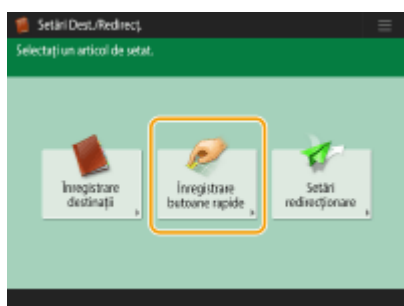 Setări Dest./Redirecţ.
Selectaţi un articol de setat.
Înregistrare
destinaţii
Înregistrare
butoane rapide
Setări
redirecţionare